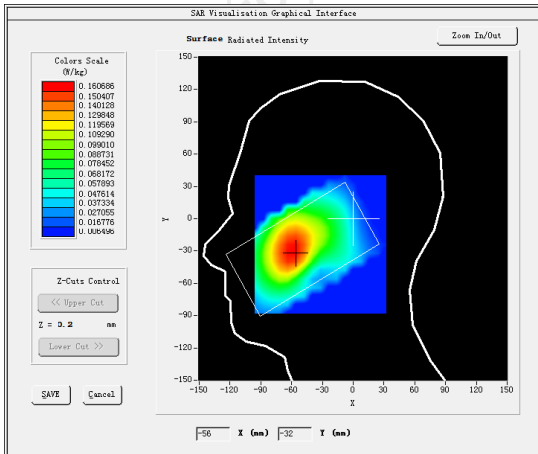 SAR Visualisation Graphical Interface
Surface Radiated Intensity
Zoom In/Out
Colors Scale
(W/kg)
0.160686
0.150407
0.140128
0.129848
0.119569
0.109290
0.099010
0.088731
0.078452
0.068172
0.057893
0.047614
0.037334
0.027055
0.016776
0.006496
Z-Cuts Control
<< Upper Cut
Z = 0.2 mm
Lower Cut >>
SAVE Cancel
150
120
90
60
30
0
-30
-60
-90
-120
-150
Y
-150 -120 -90 -60 -30 0 30 60 90 120 150
X
-56 X (mm) -32 Y (mm)